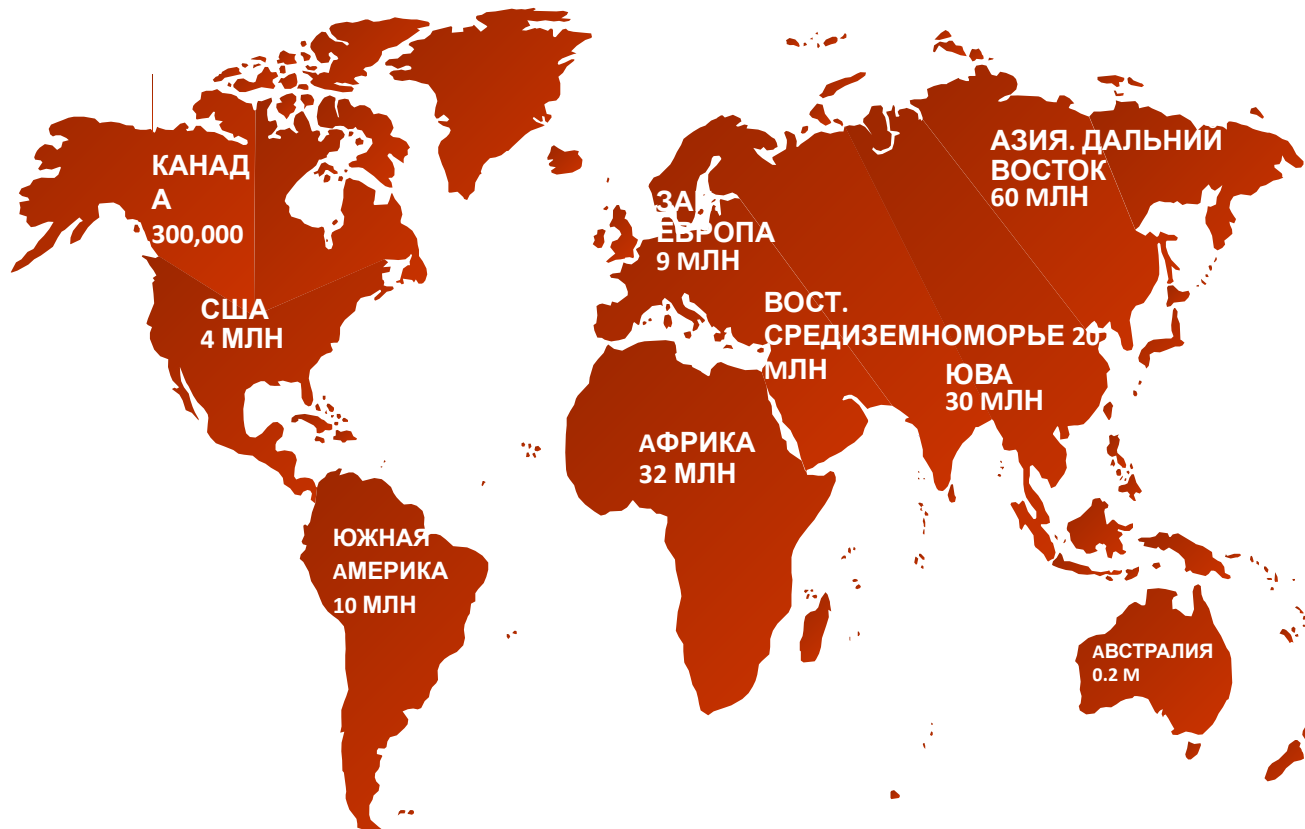 КАНАД
А
300,000
США
4 МЛН
ЮЖНАЯ
АМЕРИКА
10 МЛН
ЗАП
ЕВРОПА
9 МЛН
ВОСТ.
СРЕДИЗЕМНОМОРЬЕ 20
МЛН
АФРИКА
32 МЛН
АЗИЯ. ДАЛЬНИЙ
ВОСТОК
60 МЛН
ЮВА
30 МЛН
АВСТРАЛИЯ
0.2 М